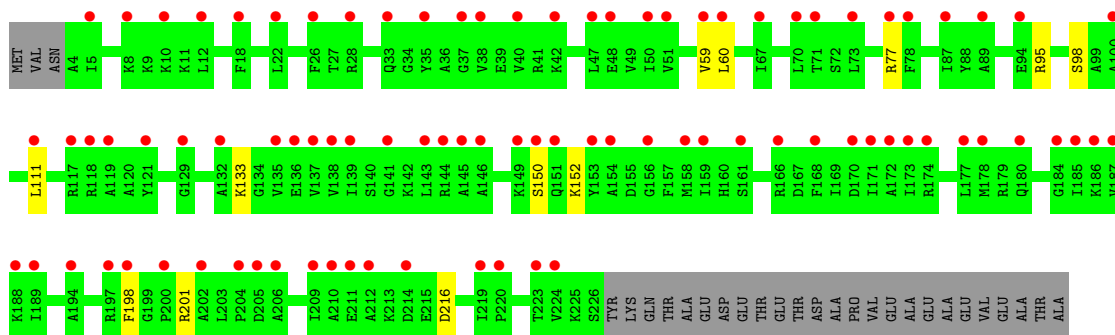 MET VAL ASN A4 I5 K8 K9 K10 K11 L12 F18 L22 F26 T27 R28 Q33 G34 Y35 A36 G37 V38 E39 V40 R41 K42 L47 E48 V49 I50 V51 V59 L60 I67 L70 T71 S72 L73 R77 F78 I87 Y88 A89 E94 R95 S98 A99 A100
L111 R117 R118 A119 A120 Y121 G129 A132 K133 G134 V135 E136 V137 V138 I139 S140 G141 K142 L143 R144 A145 A146 K149 S150 Q151 K152 Y153 A154 D155 G156 F157 M158 I159 H160 S161 R166 D167 F168 I169 D170 I171 A172 I173 R174 L177 M178 R179 Q180 G184 I185 K186 V187
K188 I189 A194 R197 F198 G199 P200 R201 A202 L203 P204 D205 A206 I209 A210 E211 A212 K213 D214 E215 D216 I219 P220 T223 V224 K225 S226 TYR LYS GLN THR ALA GLU ASP GLU THR GLU THR ASP ALA PRO VAL GLU ALA GLU ALA GLU VAL GLU ALA THR ALA